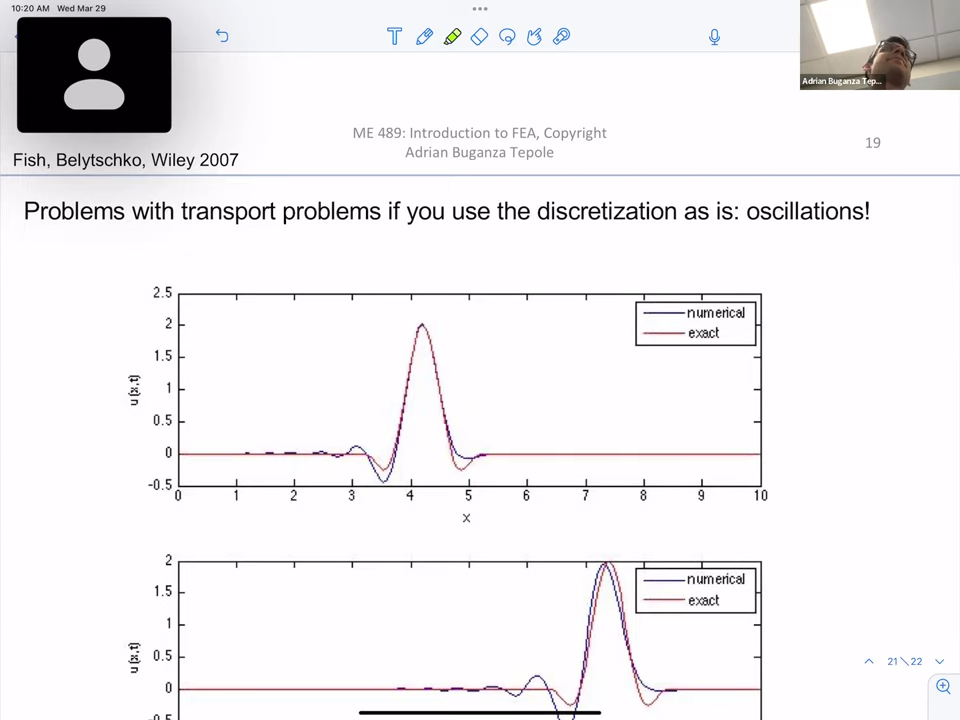 10:20 AM Wed Mar 29
Adrian Buganza Tep...
ME 489: Introduction to FEA, Copyright
Adrian Buganza Tepole
19
Fish, Belytschko, Wiley 2007
Problems with transport problems if you use the discretization as is: oscillations!
2.5
2
1.5
1
0.5
0
-0.5
u(x,t)
numerical
exact
0 1 2 3 4 5 6 7 8 9 10
x
2
1.5
1
0.5
0
-0.5
u(x,t)
numerical
exact
21\22